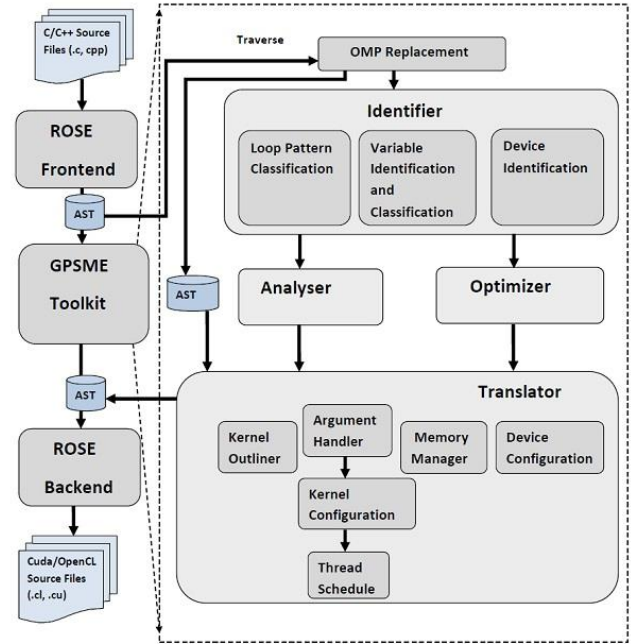 C/C++ Source
Files (.c, cpp)
ROSE
Frontend
AST
GPSME
Toolkit
AST
ROSE
Backend
Cuda/OpenCL
Source Files
(.cl, .cu)
Traverse
OMP Replacement
Identifier
Loop Pattern
Classification
Variable
Identification
and
Classification
Device
Identification
AST
Analyser
Optimizer
Translator
Kernel
Outliner
Argument
Handler
Memory
Manager
Device
Configuration
Kernel
Configuration
Thread
Schedule